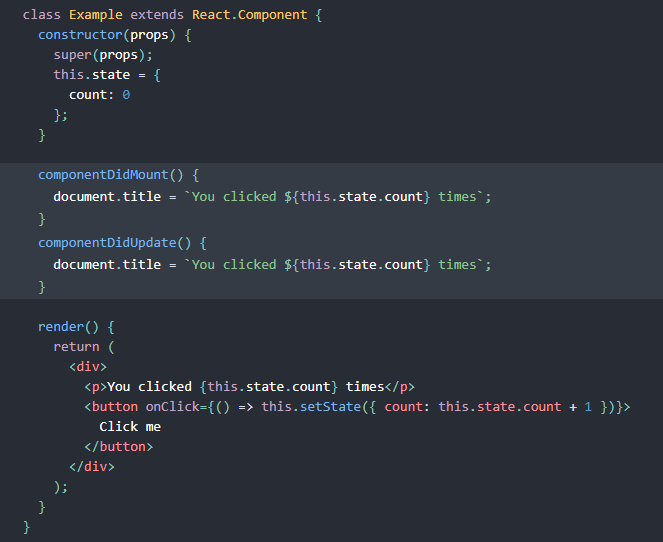 class Example extends React.Component {
  constructor(props) {
    super(props);
    this.state = {
      count: 0
    };
  }

  componentDidMount() {
    document.title = `You clicked ${this.state.count} times`;
  }
  componentDidUpdate() {
    document.title = `You clicked ${this.state.count} times`;
  }

  render() {
    return (
      <div>
        <p>You clicked {this.state.count} times</p>
        <button onClick={() => this.setState({ count: this.state.count + 1 })}>
          Click me
        </button>
      </div>
    );
  }
}